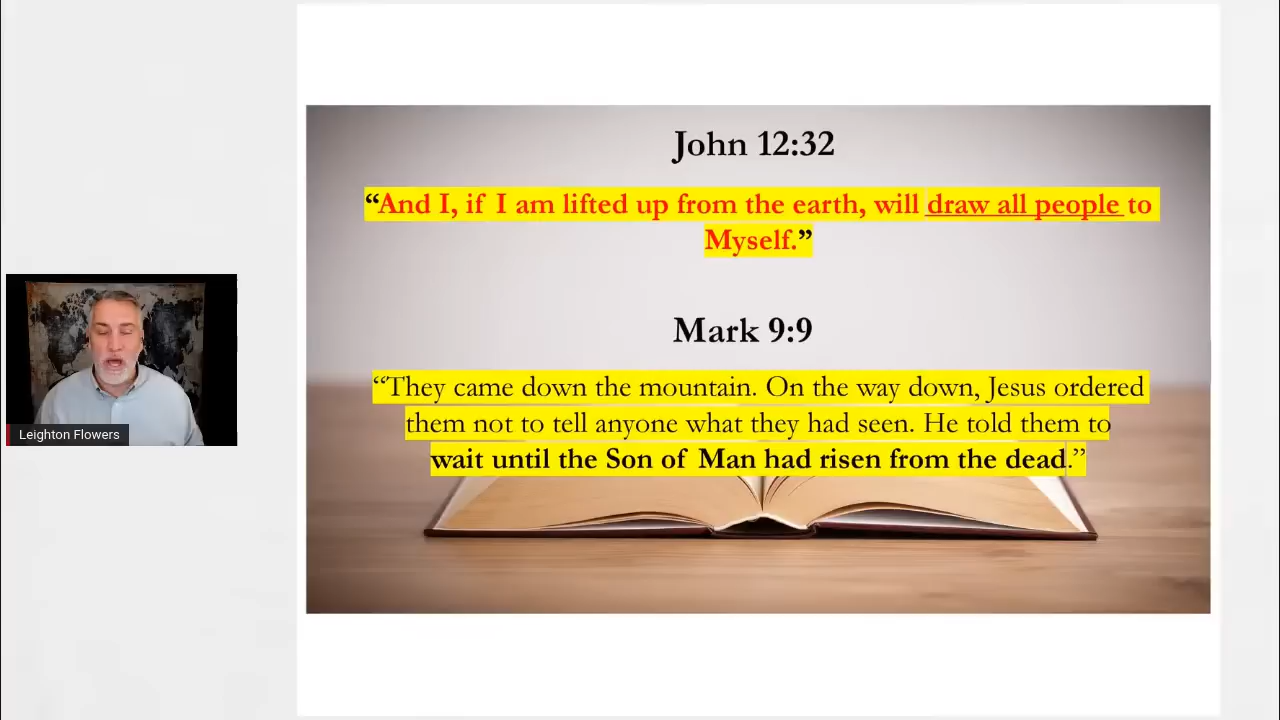 John 12:32
“And I, if I am lifted up from the earth, will draw all people to
Myself.”
Mark 9:9
“They came down the mountain. On the way down, Jesus ordered
them not to tell anyone what they had seen. He told them to
wait until the Son of Man had risen from the dead.”
Leighton Flowers